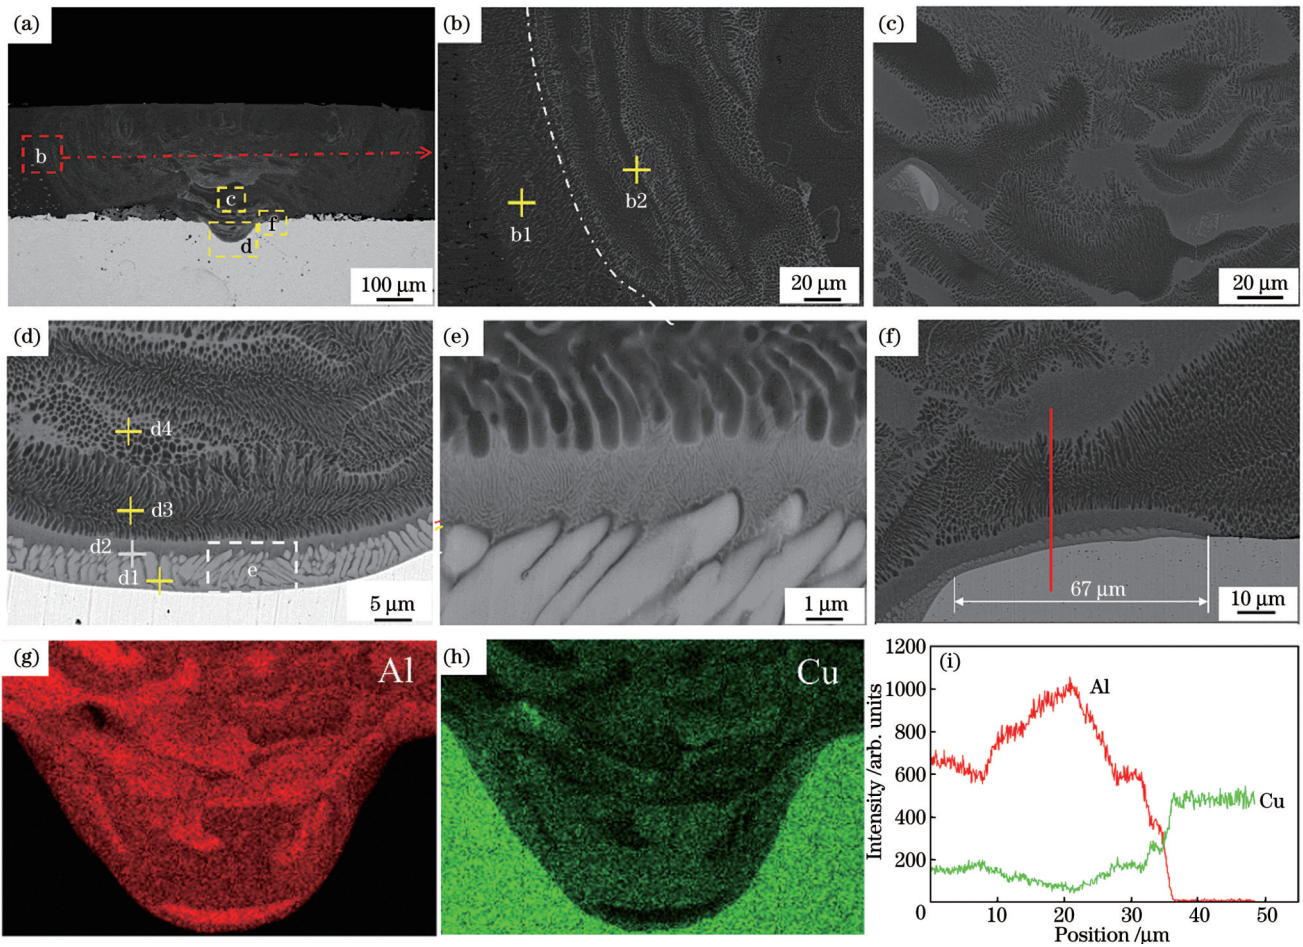 (a)
b
c
f
d
100 μm
(b)
b1
b2
20 μm
(c)
20 μm
(d)
d4
d3
d2
d1
e
5 μm
(e)
1 μm
(f)
67 μm
10 μm
(g)
Al
(h)
Cu
(i)
Intensity /arb. units
1200
1000
800
600
400
200
0
10
20
30
40
50
Position /μm
Al
Cu